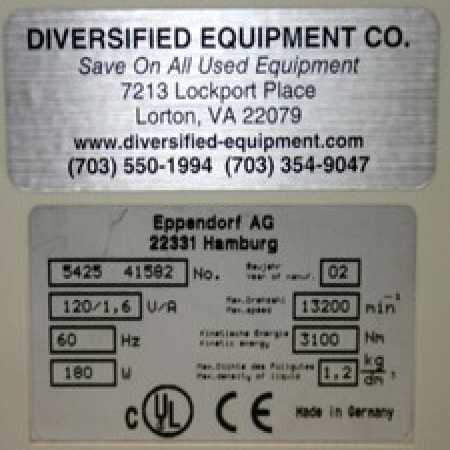 DIVERSIFIED EQUIPMENT CO.
Save On All Used Equipment
7213 Lockport Place
Lorton, VA 22079
www.diversified-equipment.com
(703) 550-1994 (703) 354-9047
Eppendorf AG
22331 Hamburg
5425 41582 No. Baujahr Year of manuf. 02
120/1,6 V/A Max. Drehzahl Max. speed 13200 min⁻¹
60 Hz Kinetische Energie Kinetic energy 3100 Nm
180 W Max. Dichte des Füllgutes Max. density of liquid 1,2 kg/dm³
c UL CE Made in Germany